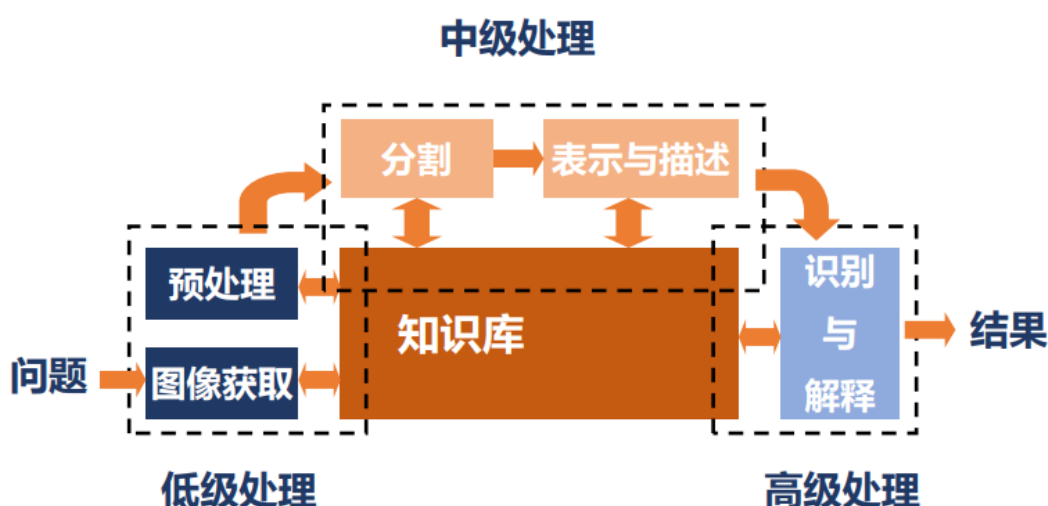 中级处理
分割
表示与描述
预处理
知识库
识别
与
解释
问题
图像获取
结果
低级处理
高级处理